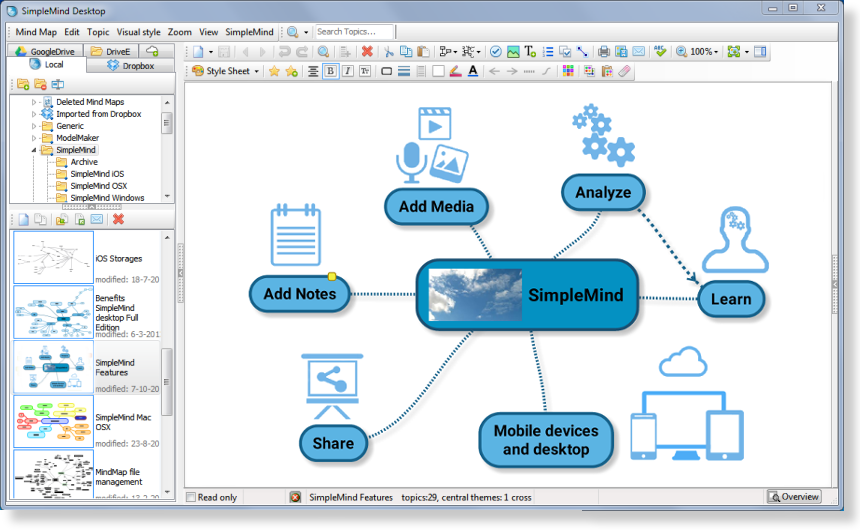 SimpleMind Desktop
Mind Map Edit Topic Visual style Zoom View SimpleMind Search Topics...
GoogleDrive DriveE
Local Dropbox
100%
Style Sheet B I Tr A
Deleted Mind Maps
Imported from Dropbox
Generic
ModelMaker
SimpleMind
Archive
SimpleMind iOS
SimpleMind OSX
SimpleMind Windows
iOS Storages
modified: 18-7-20
Benefits
SimpleMind
desktop Full
Edition
modified: 6-3-201
SimpleMind
Features
modified: 7-10-20
SimpleMind Mac
OSX
modified: 23-8-20
MindMap file
management
modified: 13-2-20
Add Media
Analyze
Add Notes
SimpleMind
Learn
Share
Mobile devices
and desktop
Read only SimpleMind Features topics:29, central themes: 1 cross Overview